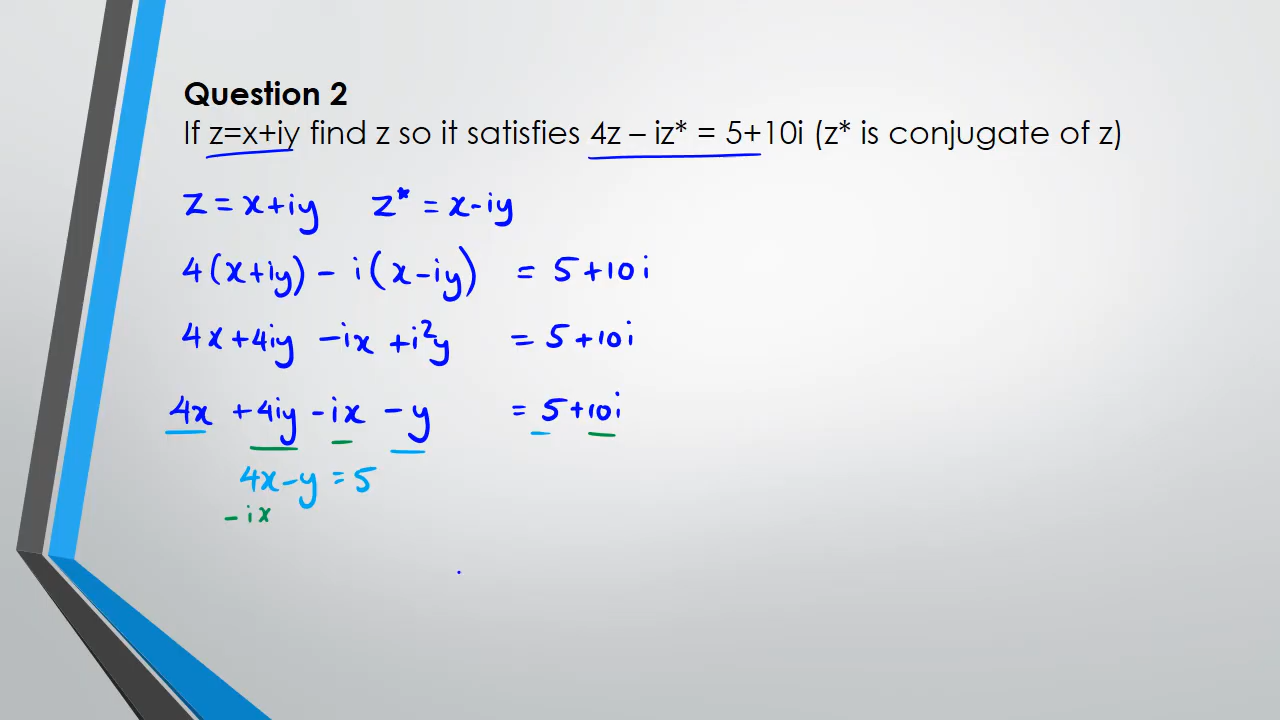 Question 2
If z=x+iy find z so it satisfies 4z – iz* = 5+10i (z* is conjugate of z)
z = x+iy z* = x-iy
4(x+iy) - i(x-iy) = 5+10i
4x+4iy -ix +i²y = 5+10i
4x +4iy -ix -y = 5+10i
4x-y=5
-ix